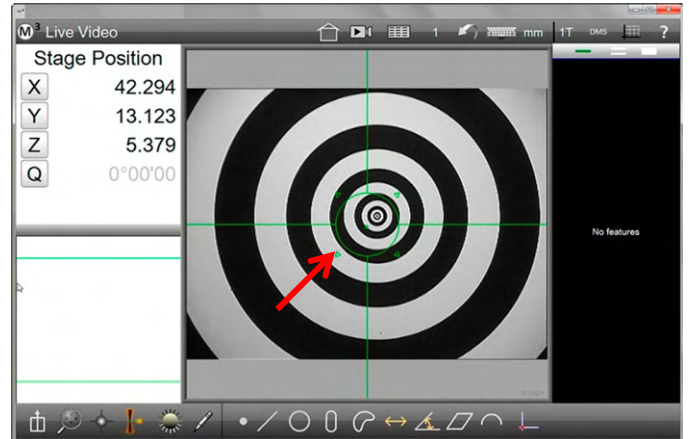 M³ Live Video
1
mm
1T
DMS
?
Stage Position
X 42.294
Y 13.123
Z 5.379
Q 0°00'00
No features